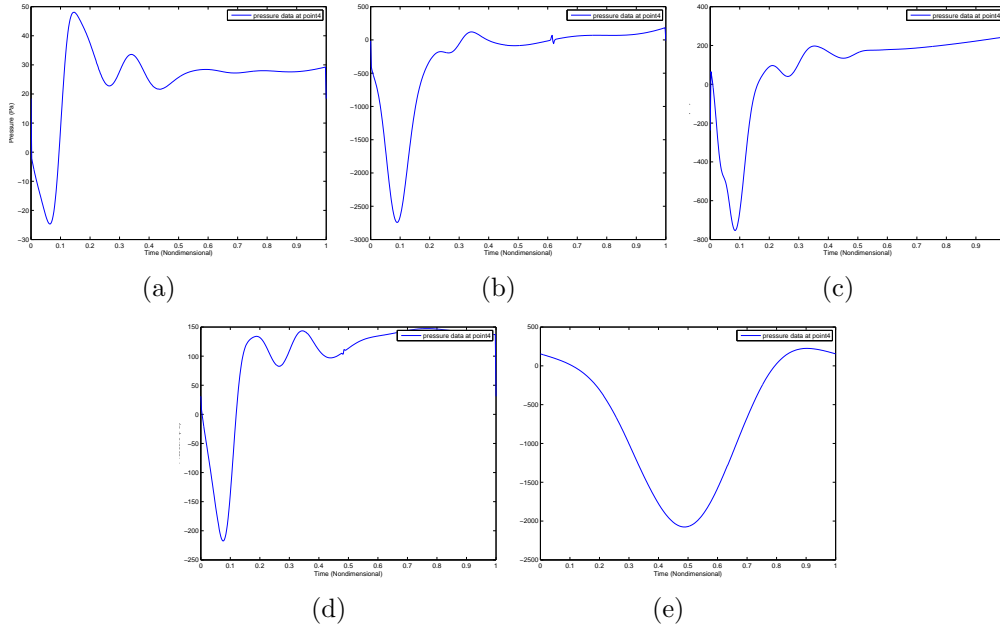 pressure data at point4
50
40
30
20
10
0
−10
−20
−30
Pressure (Pa)
0 0.1 0.2 0.3 0.4 0.5 0.6 0.7 0.8 0.9 1
Time (Nondimensional)
(a)
pressure data at point4
500
0
−500
−1000
−1500
−2000
−2500
−3000
0 0.1 0.2 0.3 0.4 0.5 0.6 0.7 0.8 0.9 1
Time (Nondimensional)
(b)
pressure data at point4
400
200
0
−200
−400
−600
−800
0 0.1 0.2 0.3 0.4 0.5 0.6 0.7 0.8 0.9
Time (Nondimensional)
(c)
pressure data at point4
150
100
50
0
−50
−100
−150
−200
−250
0 0.1 0.2 0.3 0.4 0.5 0.6 0.7 0.8 0.9 1
Time (Nondimensional)
(d)
pressure data at point4
500
0
−500
−1000
−1500
−2000
−2500
0 0.1 0.2 0.3 0.4 0.5 0.6 0.7 0.8 0.9 1
Time (Nondimensional)
(e)